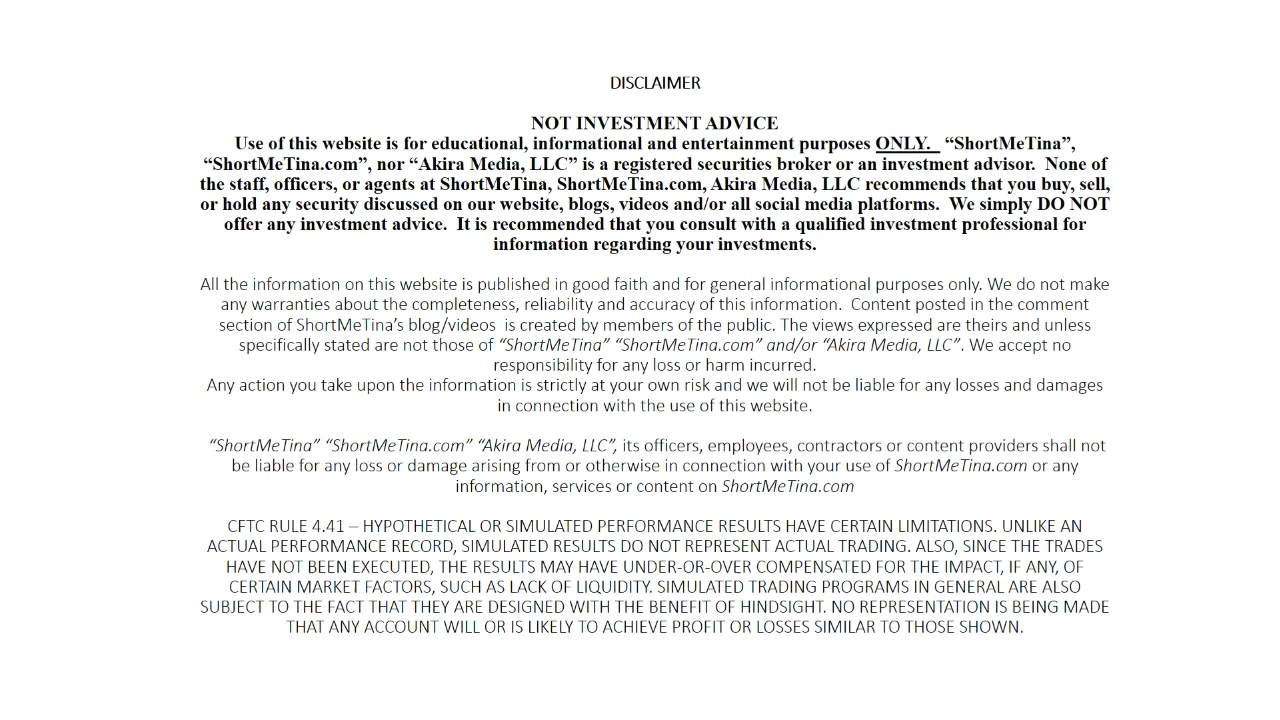 DISCLAIMER
NOT INVESTMENT ADVICE
Use of this website is for educational, informational and entertainment purposes ONLY. “ShortMeTina”,
“ShortMeTina.com”, nor “Akira Media, LLC” is a registered securities broker or an investment advisor. None of
the staff, officers, or agents at ShortMeTina, ShortMeTina.com, Akira Media, LLC recommends that you buy, sell,
or hold any security discussed on our website, blogs, videos and/or all social media platforms. We simply DO NOT
offer any investment advice. It is recommended that you consult with a qualified investment professional for
information regarding your investments.
All the information on this website is published in good faith and for general informational purposes only. We do not make
any warranties about the completeness, reliability and accuracy of this information. Content posted in the comment
section of ShortMeTina’s blog/videos is created by members of the public. The views expressed are theirs and unless
specifically stated are not those of “ShortMeTina” “ShortMeTina.com” and/or “Akira Media, LLC”. We accept no
responsibility for any loss or harm incurred.
Any action you take upon the information is strictly at your own risk and we will not be liable for any losses and damages
in connection with the use of this website.
“ShortMeTina” “ShortMeTina.com” “Akira Media, LLC”, its officers, employees, contractors or content providers shall not
be liable for any loss or damage arising from or otherwise in connection with your use of ShortMeTina.com or any
information, services or content on ShortMeTina.com
CFTC RULE 4.41 – HYPOTHETICAL OR SIMULATED PERFORMANCE RESULTS HAVE CERTAIN LIMITATIONS. UNLIKE AN
ACTUAL PERFORMANCE RECORD, SIMULATED RESULTS DO NOT REPRESENT ACTUAL TRADING. ALSO, SINCE THE TRADES
HAVE NOT BEEN EXECUTED, THE RESULTS MAY HAVE UNDER-OR-OVER COMPENSATED FOR THE IMPACT, IF ANY, OF
CERTAIN MARKET FACTORS, SUCH AS LACK OF LIQUIDITY. SIMULATED TRADING PROGRAMS IN GENERAL ARE ALSO
SUBJECT TO THE FACT THAT THEY ARE DESIGNED WITH THE BENEFIT OF HINDSIGHT. NO REPRESENTATION IS BEING MADE
THAT ANY ACCOUNT WILL OR IS LIKELY TO ACHIEVE PROFIT OR LOSSES SIMILAR TO THOSE SHOWN.